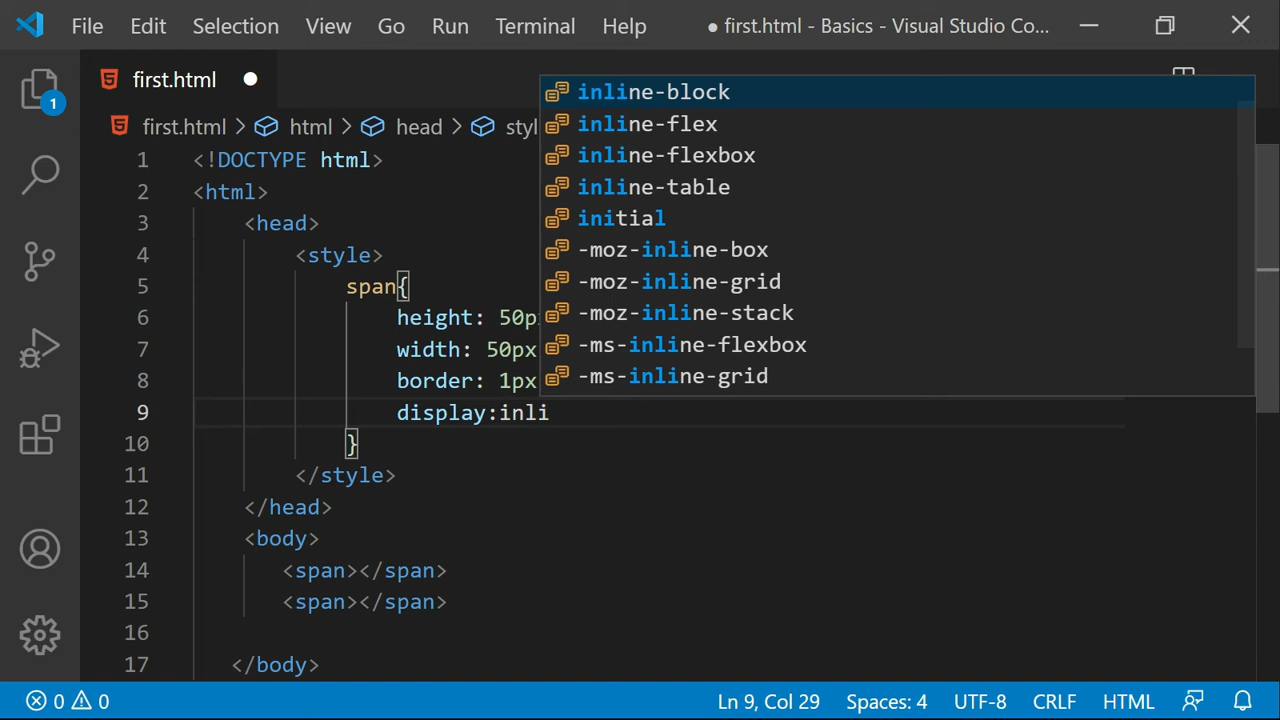 File Edit Selection View Go Run Terminal Help ● first.html - Basics - Visual Studio Co...
first.html ●
1
first.html > html > head > styl
1 <!DOCTYPE html>
2 <html>
3 <head>
4 <style>
5 span{
6 height: 50p
7 width: 50px
8 border: 1px
9 display:inli
10 }
11 </style>
12 </head>
13 <body>
14 <span></span>
15 <span></span>
16
17 </body>
inline-block
inline-flex
inline-flexbox
inline-table
initial
-moz-inline-box
-moz-inline-grid
-moz-inline-stack
-ms-inline-flexbox
-ms-inline-grid
0 0 Ln 9, Col 29 Spaces: 4 UTF-8 CRLF HTML